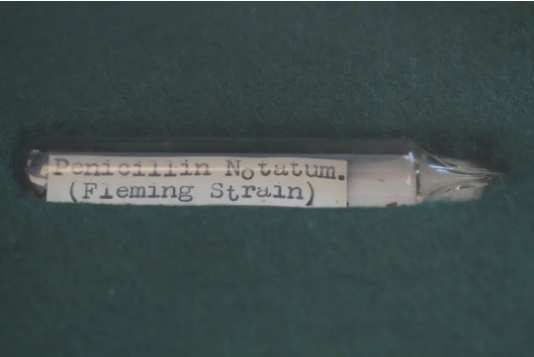 Penicillin Notatum.
(Fleming Strain)